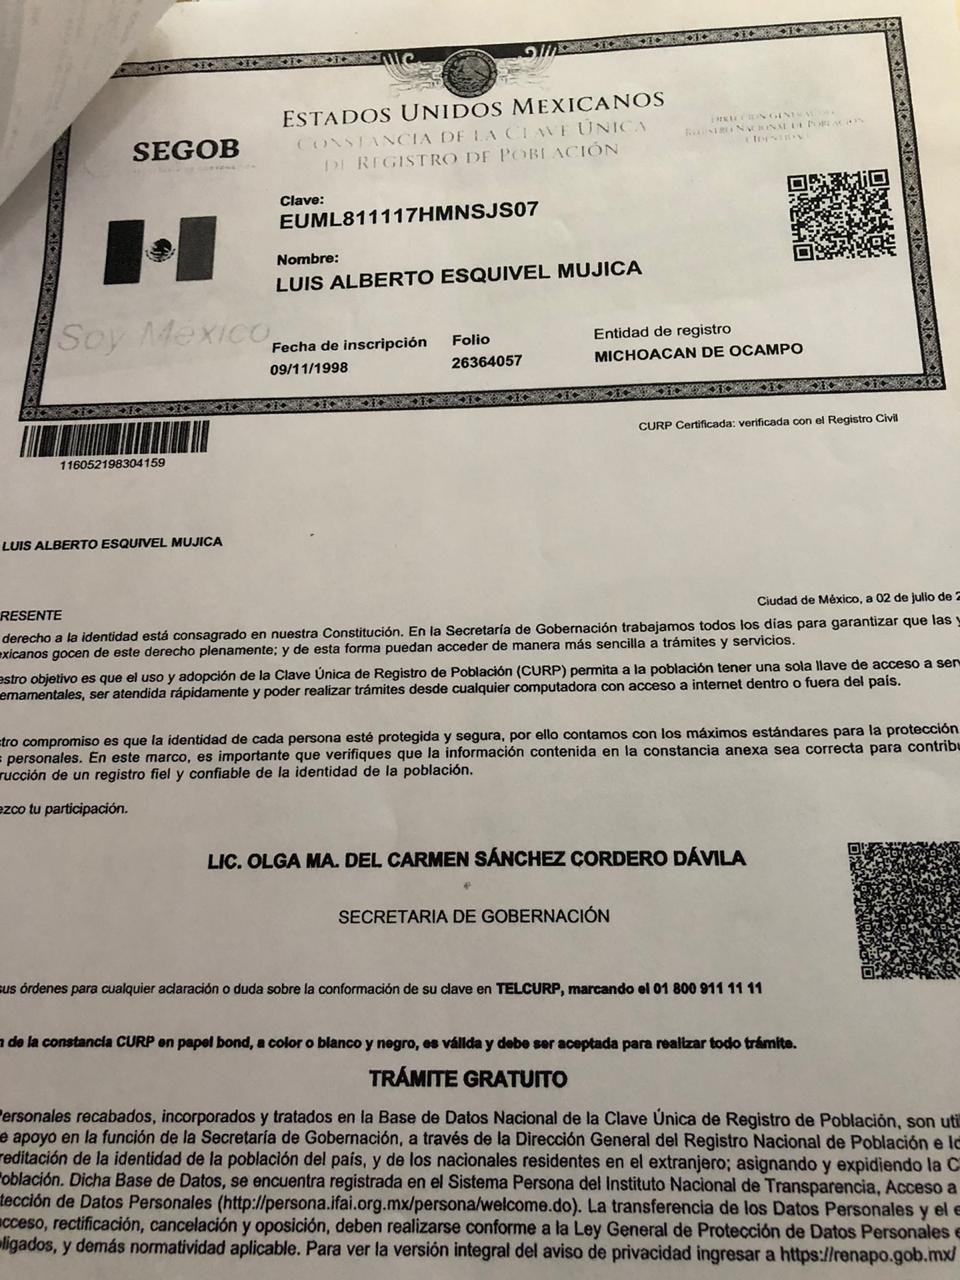 ESTADOS UNIDOS MEXICANOS
CONSTANCIA DE LA CLAVE ÚNICA
DE REGISTRO DE POBLACIÓN
DIRECCIÓN GENERAL DEL
REGISTRO NACIONAL DE POBLACIÓN
E IDENTIDAD
SEGOB
Clave:
EUML811117HMNSJS07
Nombre:
LUIS ALBERTO ESQUIVEL MUJICA
Soy México
Fecha de inscripción
09/11/1998
Folio
26364057
Entidad de registro
MICHOACAN DE OCAMPO
CURP Certificada: verificada con el Registro Civil
116052198304159
LUIS ALBERTO ESQUIVEL MUJICA
Ciudad de México, a 02 de julio de 2
RESENTE
derecho a la identidad está consagrado en nuestra Constitución. En la Secretaría de Gobernación trabajamos todos los días para garantizar que las y
exicanos gocen de este derecho plenamente; y de esta forma puedan acceder de manera más sencilla a trámites y servicios.
estro objetivo es que el uso y adopción de la Clave Única de Registro de Población (CURP) permita a la población tener una sola llave de acceso a serv
ernamentales, ser atendida rápidamente y poder realizar trámites desde cualquier computadora con acceso a internet dentro o fuera del país.
stro compromiso es que la identidad de cada persona esté protegida y segura, por ello contamos con los máximos estándares para la protección
s personales. En este marco, es importante que verifiques que la información contenida en la constancia anexa sea correcta para contribu
rucción de un registro fiel y confiable de la identidad de la población.
ezco tu participación.
LIC. OLGA MA. DEL CARMEN SÁNCHEZ CORDERO DÁVILA
SECRETARIA DE GOBERNACIÓN
sus órdenes para cualquier aclaración o duda sobre la conformación de su clave en TELCURP, marcando el 01 800 911 11 11
n de la constancia CURP en papel bond, a color o blanco y negro, es válida y debe ser aceptada para realizar todo trámite.
TRÁMITE GRATUITO
Personales recabados, incorporados y tratados en la Base de Datos Nacional de la Clave Única de Registro de Población, son uti
e apoyo en la función de la Secretaría de Gobernación, a través de la Dirección General del Registro Nacional de Población e Id
reditación de la identidad de la población del país, y de los nacionales residentes en el extranjero; asignando y expidiendo la C
Población. Dicha Base de Datos, se encuentra registrada en el Sistema Persona del Instituto Nacional de Transparencia, Acceso a
tección de Datos Personales (http://persona.ifai.org.mx/persona/welcome.do). La transferencia de los Datos Personales y el e
acceso, rectificación, cancelación y oposición, deben realizarse conforme a la Ley General de Protección de Datos Personales e
bligados, y demás normatividad aplicable. Para ver la versión integral del aviso de privacidad ingresar a https://renapo.gob.mx/